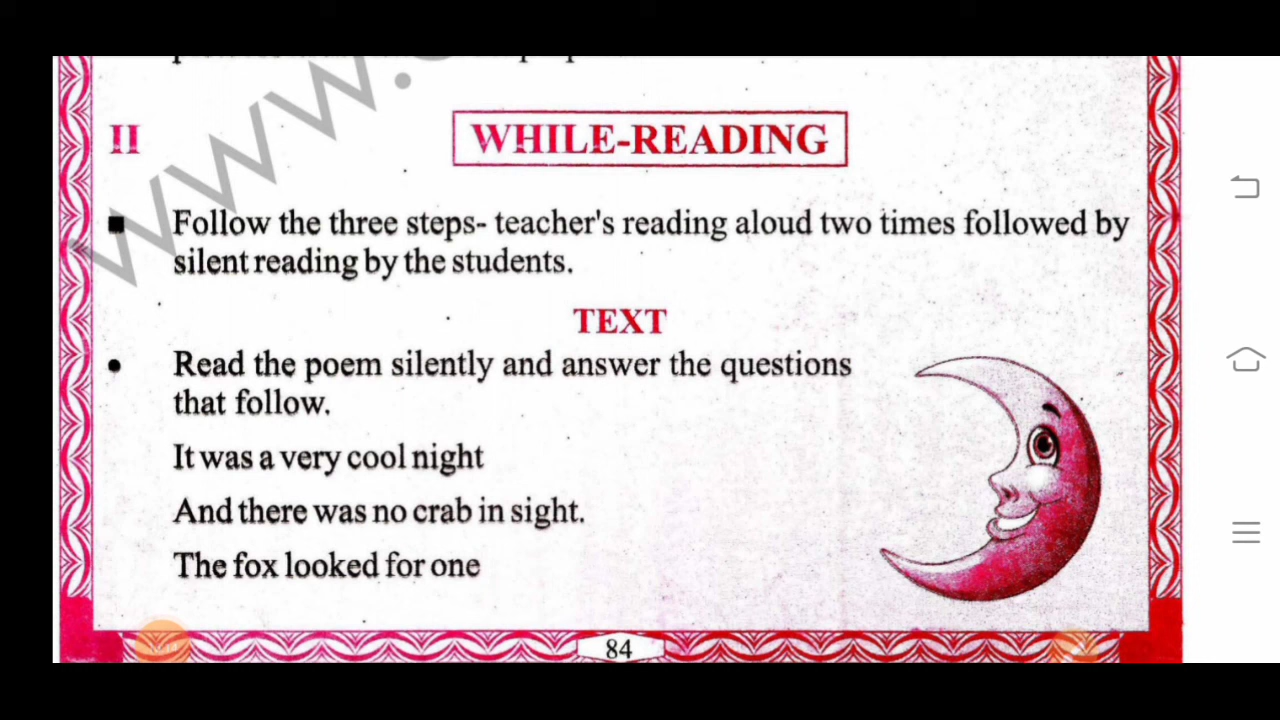 www.
II
WHILE-READING
■ Follow the three steps- teacher's reading aloud two times followed by
silent reading by the students.
TEXT
• Read the poem silently and answer the questions
that follow.
It was a very cool night
And there was no crab in sight.
The fox looked for one
84